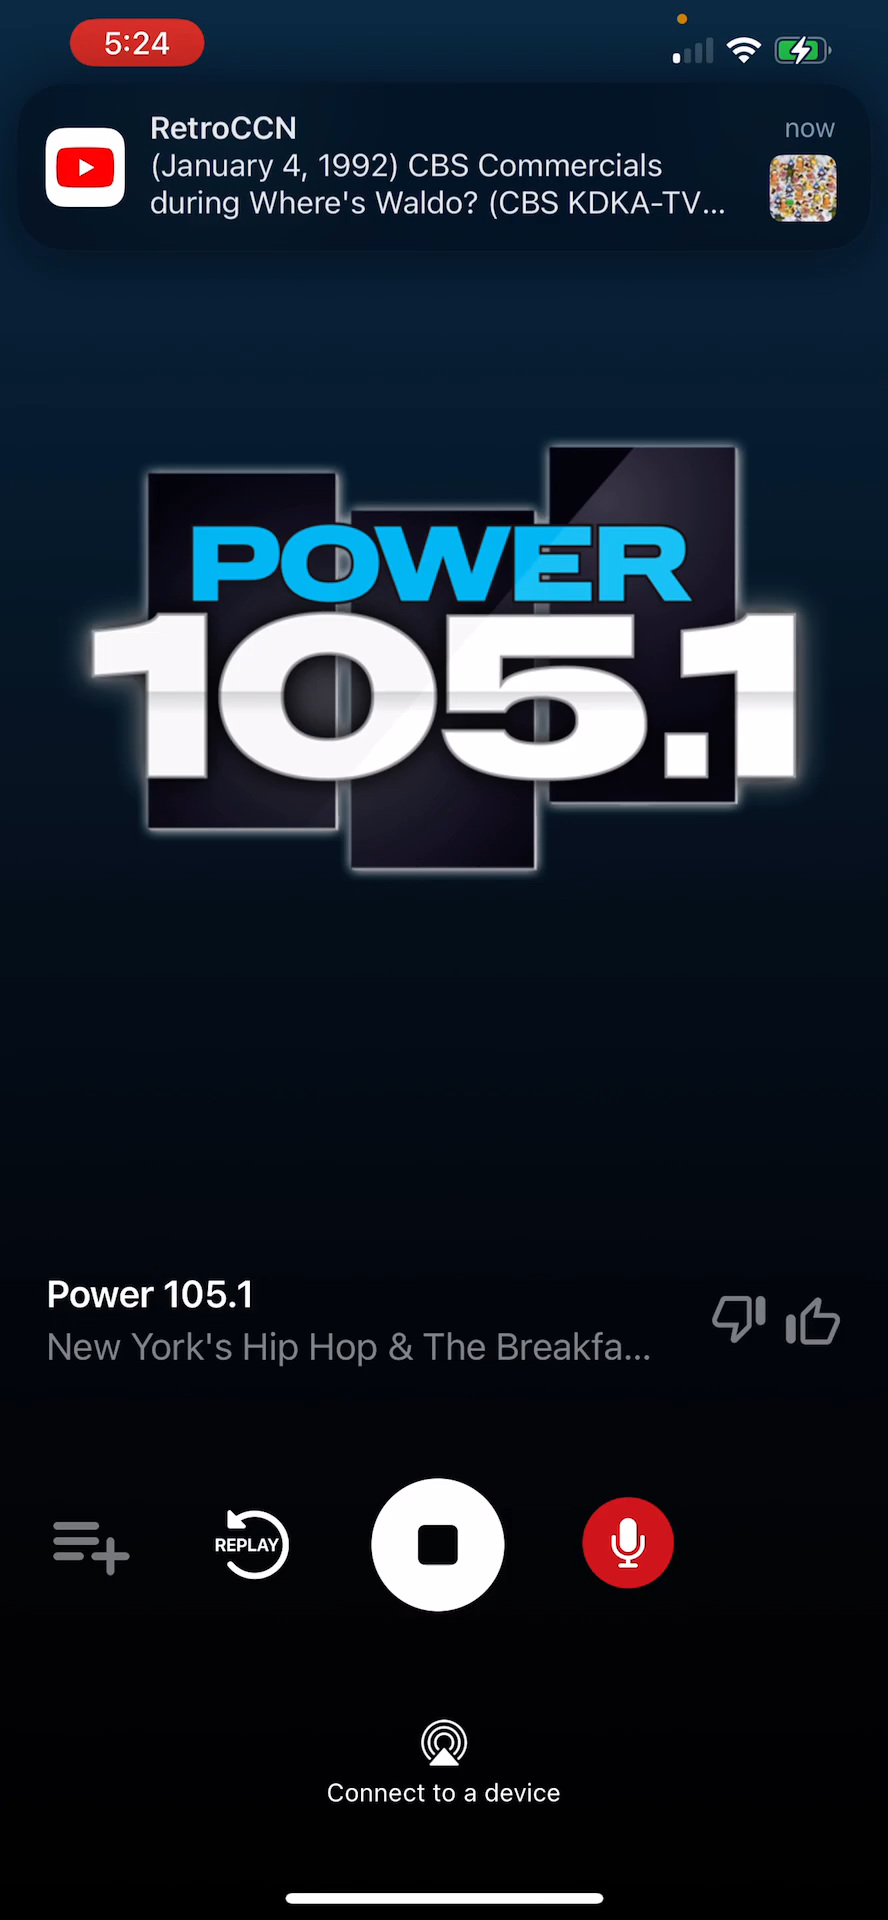 5:24
RetroCCN
now
(January 4, 1992) CBS Commercials
during Where's Waldo? (CBS KDKA-TV...
POWER
105.1
Power 105.1
New York's Hip Hop & The Breakfa...
REPLAY
Connect to a device